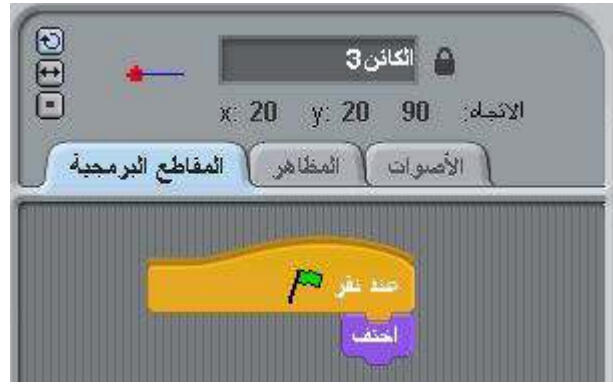 الكائن3
x: 20 y: 20 90 الاتجاه:
الأصوات المظاهر المقاطع البرمجية
عند نقر
اختف